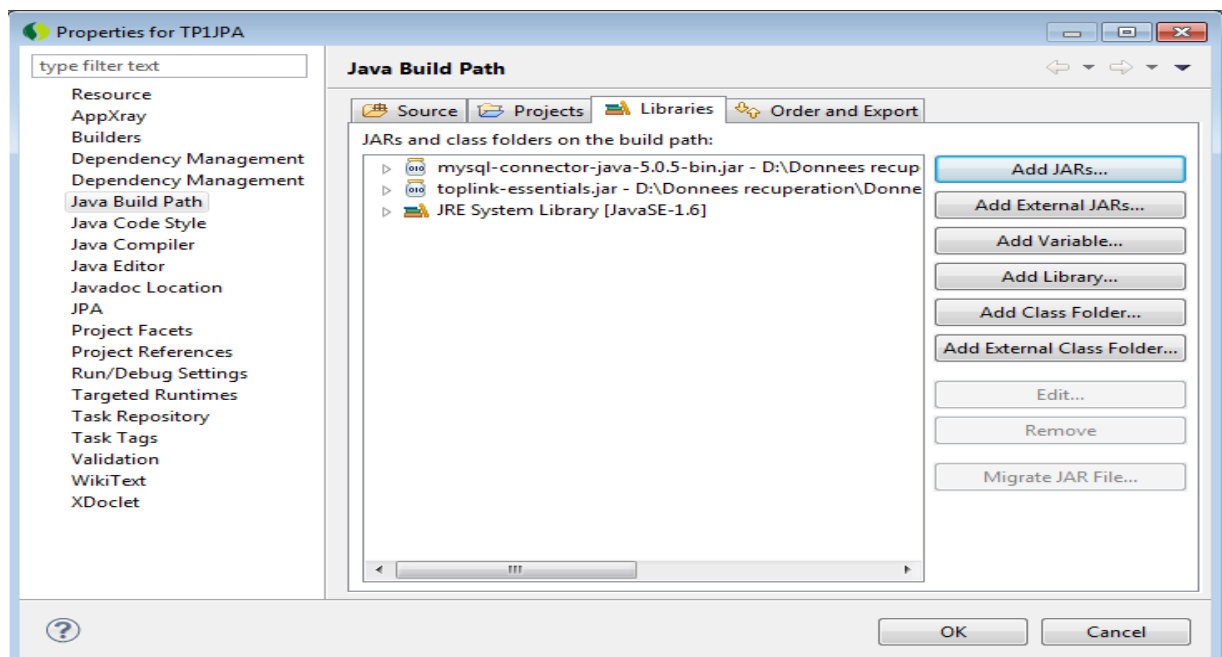 Properties for TP1JPA
type filter text
Resource
AppXray
Builders
Dependency Management
Dependency Management
Java Build Path
Java Code Style
Java Compiler
Java Editor
Javadoc Location
JPA
Project Facets
Project References
Run/Debug Settings
Targeted Runtimes
Task Repository
Task Tags
Validation
WikiText
XDoclet
Java Build Path
Source Projects Libraries Order and Export
JARs and class folders on the build path:
mysql-connector-java-5.0.5-bin.jar - D:\Donnees recup
toplink-essentials.jar - D:\Donnees recuperation\Donne
JRE System Library [JavaSE-1.6]
Add JARs...
Add External JARs...
Add Variable...
Add Library...
Add Class Folder...
Add External Class Folder...
Edit...
Remove
Migrate JAR File...
OK Cancel